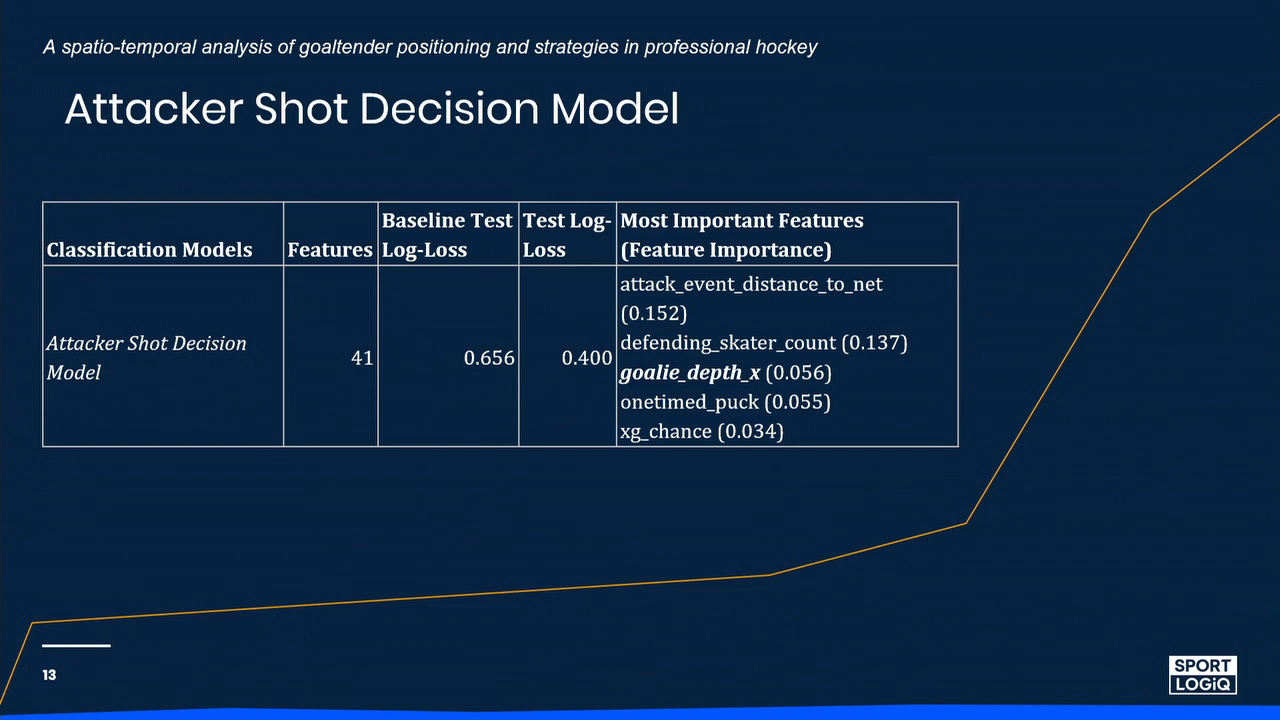 A spatio-temporal analysis of goaltender positioning and strategies in professional hockey
Attacker Shot Decision Model
Classification Models
Features
Baseline Test
Log-Loss
Test Log-
Loss
Most Important Features
(Feature Importance)
Attacker Shot Decision
Model
41
0.656
0.400
attack_event_distance_to_net
(0.152)
defending_skater_count (0.137)
goalie_depth_x (0.056)
onetimed_puck (0.055)
xg_chance (0.034)
13
SPORT
LOGiQ